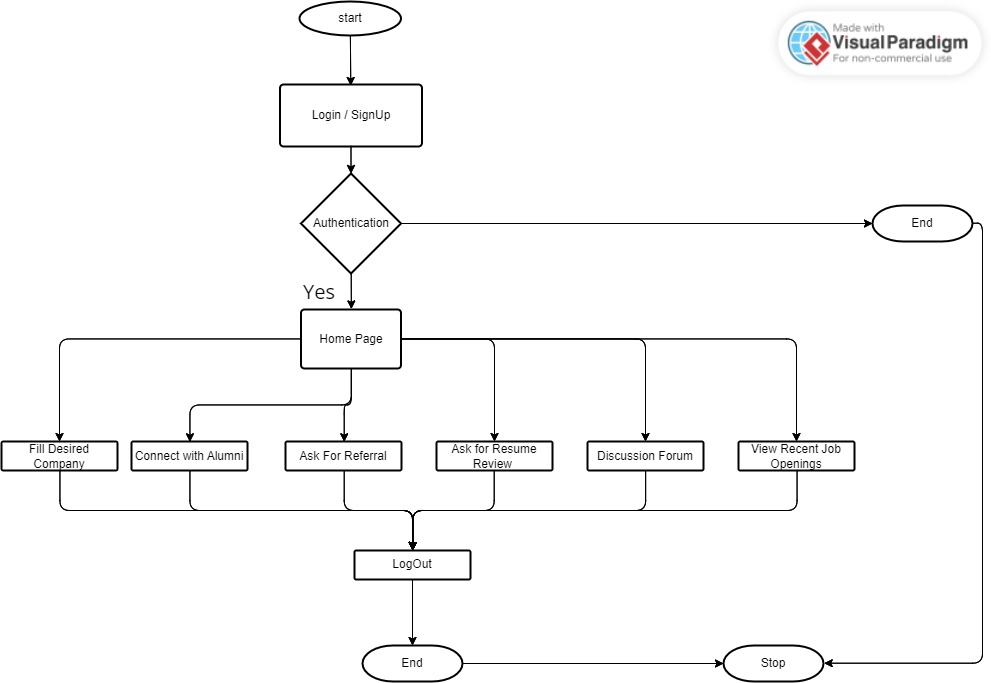 start
Made with
Visual Paradigm
For non-commercial use
Login / SignUp
Authentication
End
Yes
Home Page
Fill Desired
Company
Connect with Alumni
Ask For Referral
Ask for Resume
Review
Discussion Forum
View Recent Job
Openings
LogOut
End
Stop